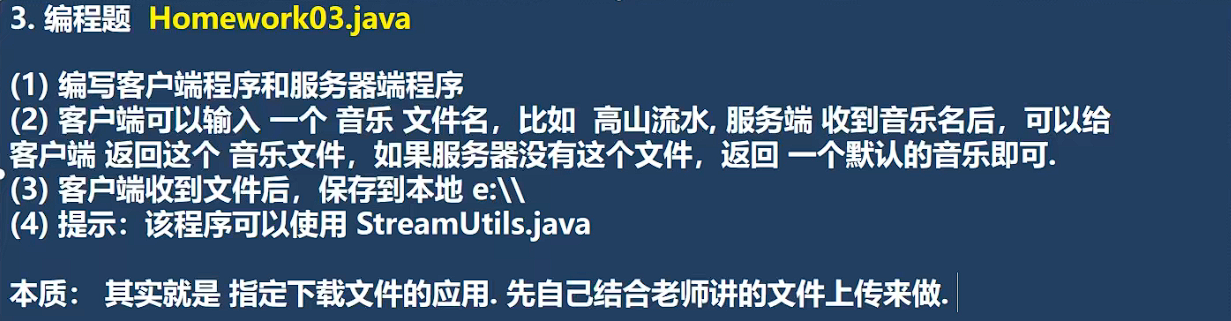 3. 编程题 Homework03.java
(1) 编写客户端程序和服务器端程序
(2) 客户端可以输入 一个 音乐 文件名，比如 高山流水, 服务端 收到音乐名后，可以给
客户端 返回这个 音乐文件，如果服务器没有这个文件，返回 一个默认的音乐即可.
(3) 客户端收到文件后，保存到本地 e:\\
(4) 提示：该程序可以使用 StreamUtils.java
本质： 其实就是 指定下载文件的应用. 先自己结合老师讲的文件上传来做.